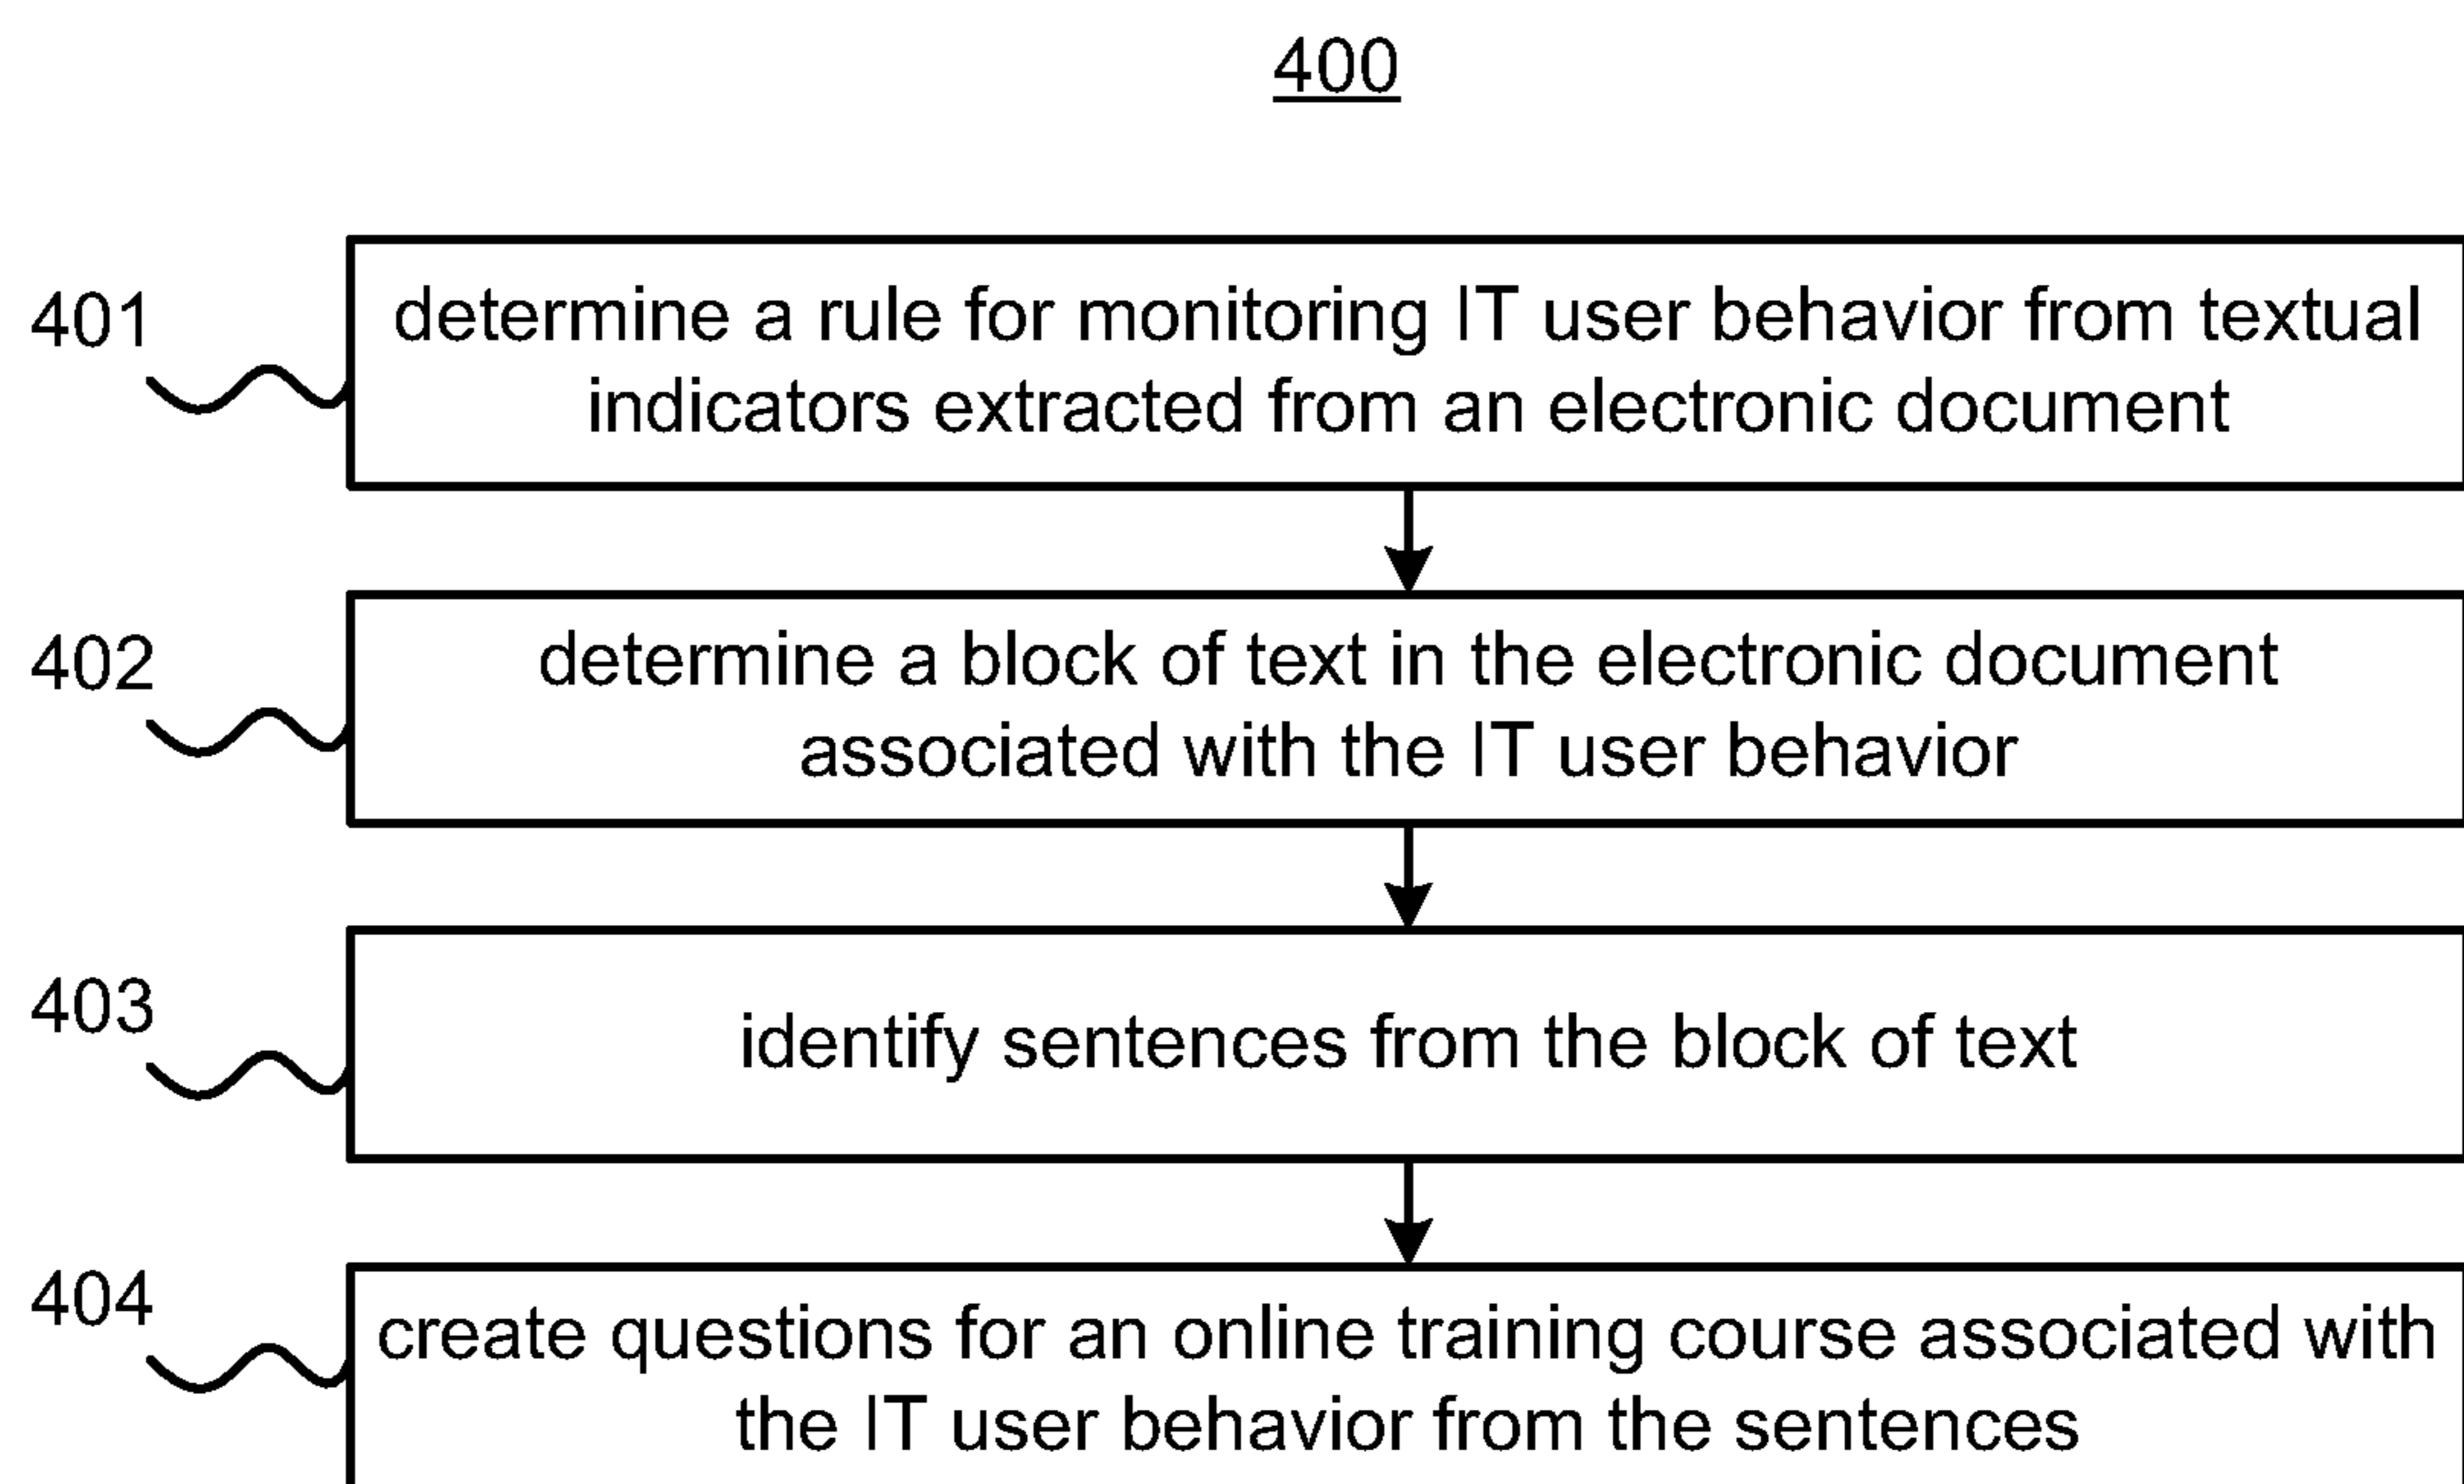 400
401
determine a rule for monitoring IT user behavior from textual
indicators extracted from an electronic document
402
determine a block of text in the electronic document
associated with the IT user behavior
403
identify sentences from the block of text
404
create questions for an online training course associated with
the IT user behavior from the sentences